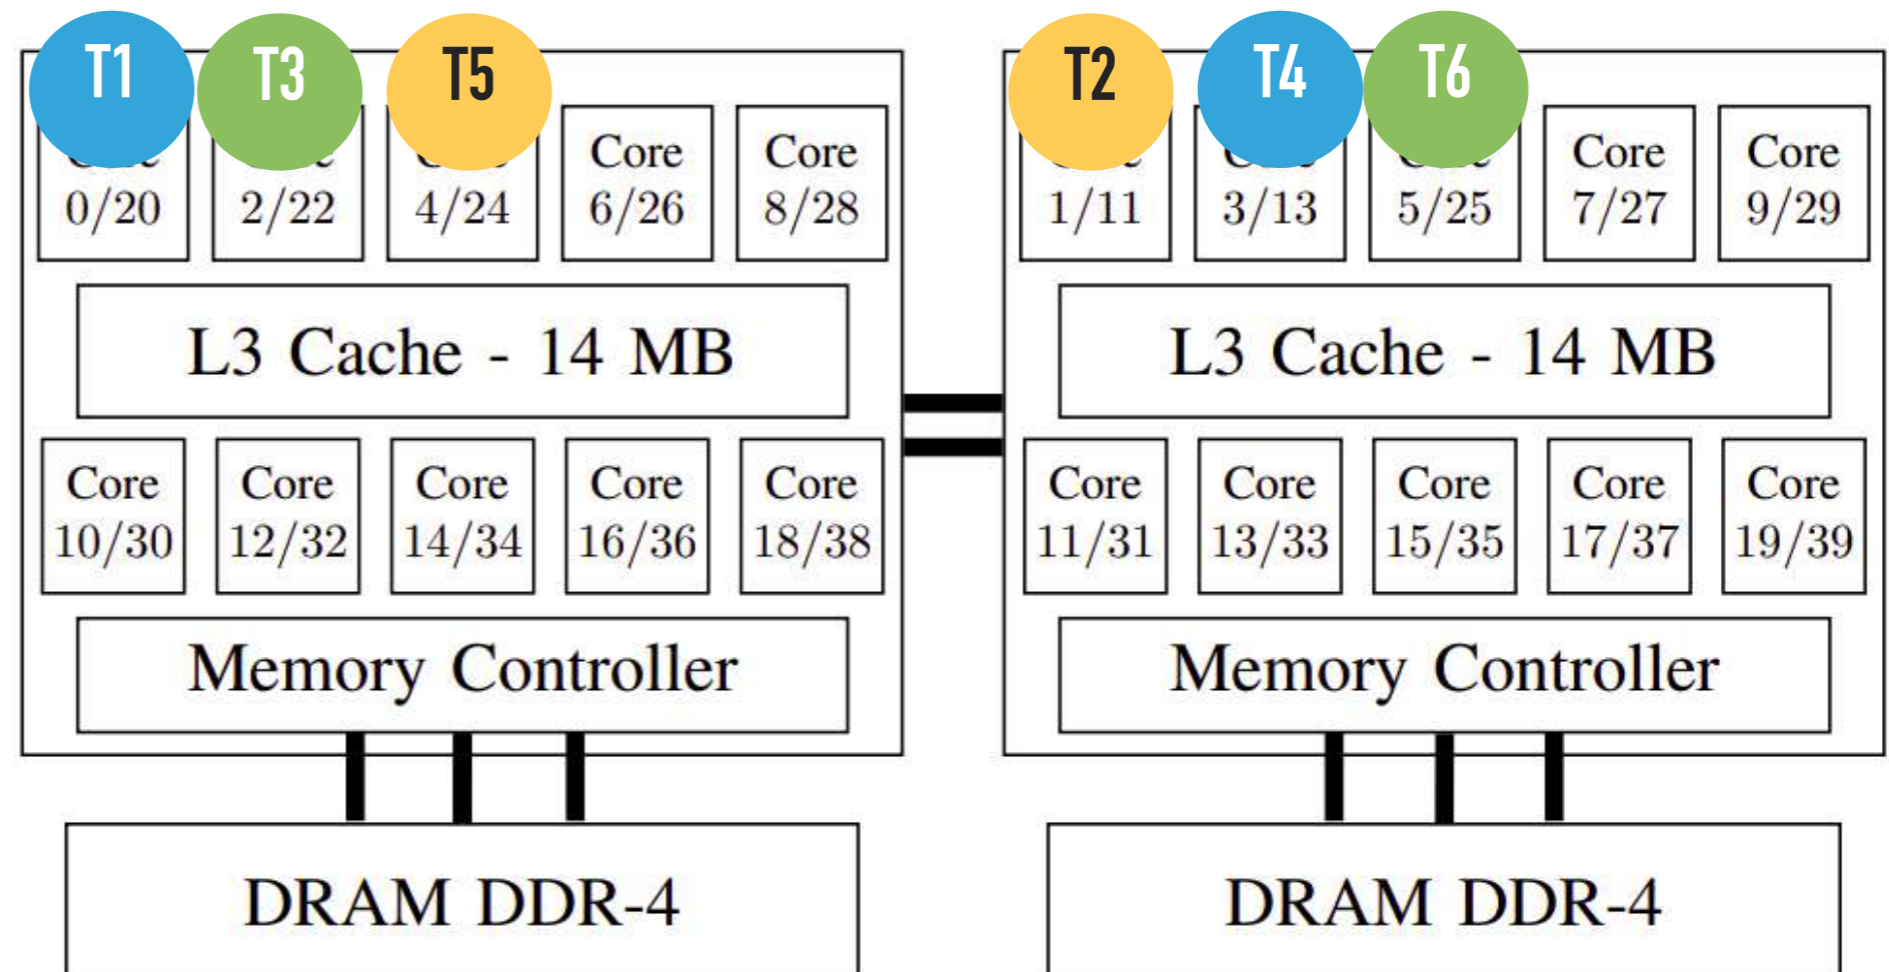 T1 T3 T5 T2 T4 T6
Core Core Core Core
0/20 2/22 4/24 6/26 8/28 1/11 3/13 5/25 7/27 9/29
L3 Cache - 14 MB L3 Cache - 14 MB
Core Core Core Core Core Core Core Core Core Core
10/30 12/32 14/34 16/36 18/38 11/31 13/33 15/35 17/37 19/39
Memory Controller Memory Controller
DRAM DDR-4 DRAM DDR-4